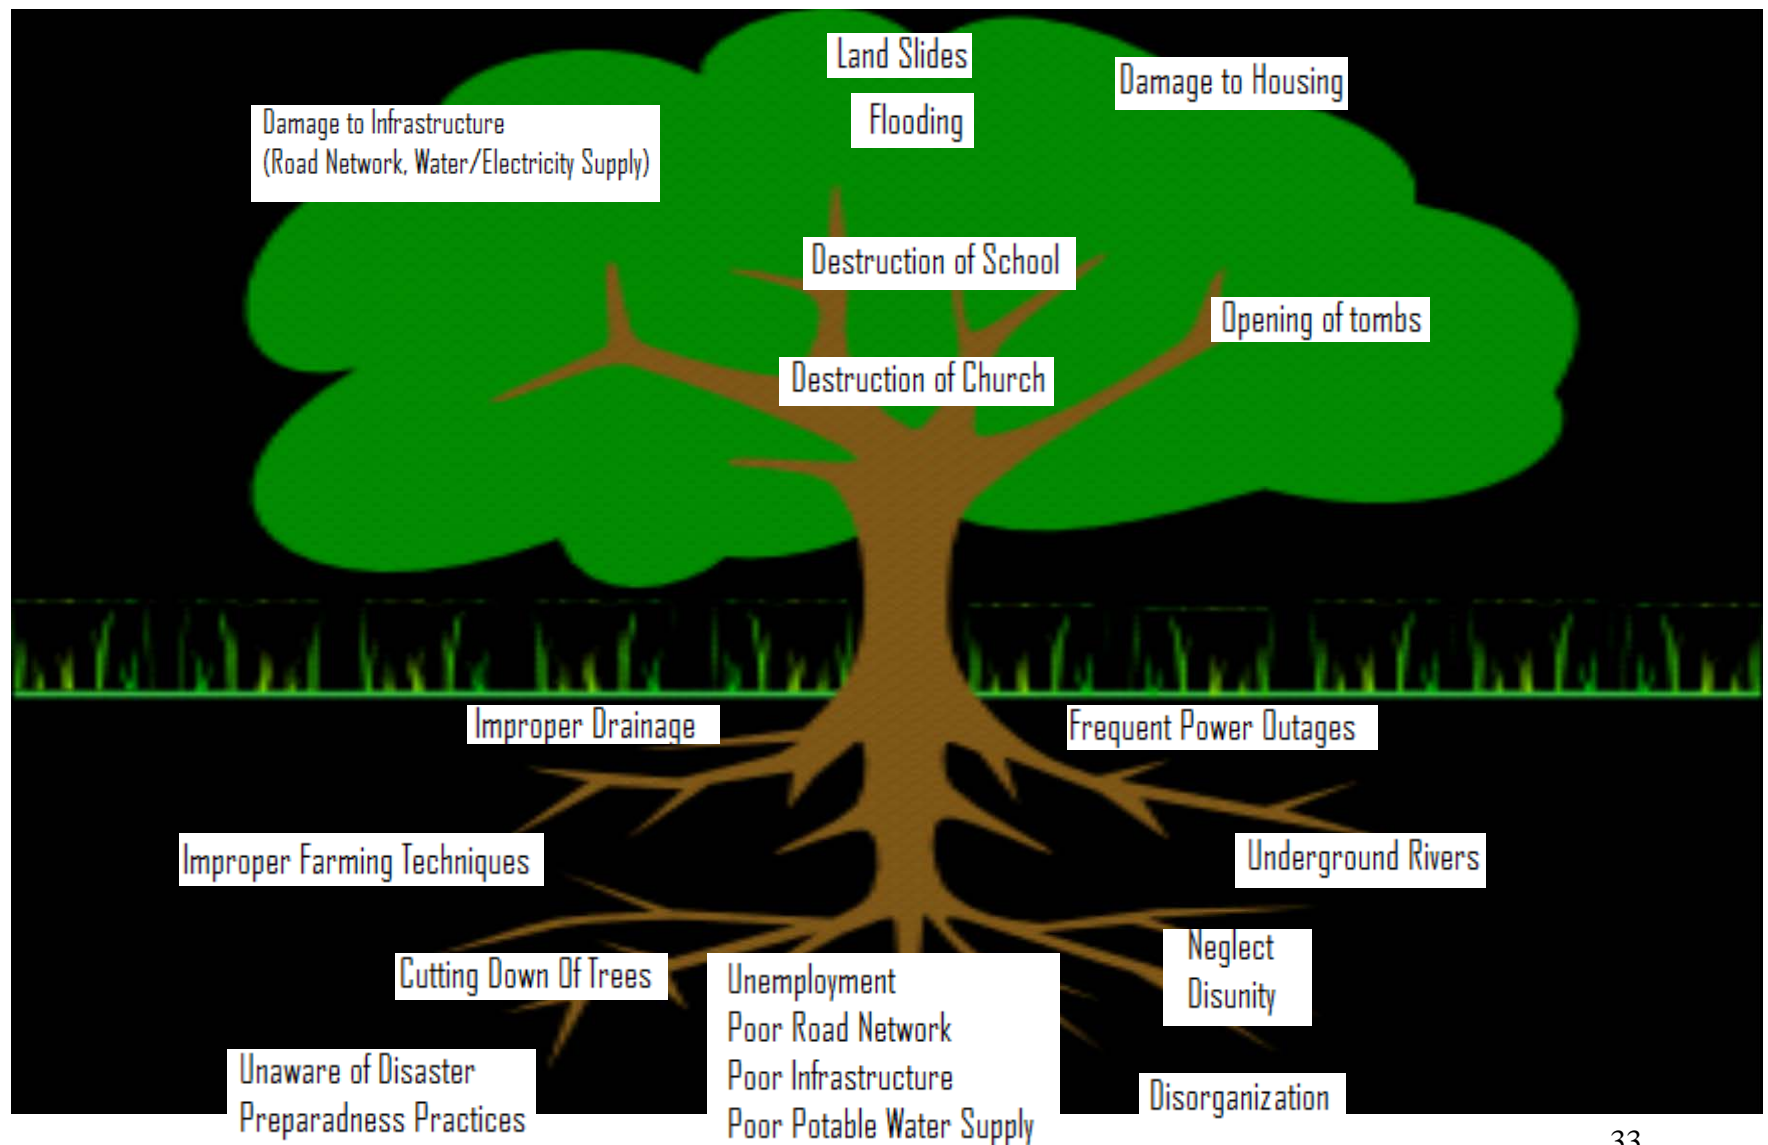 Land Slides
Damage to Housing
Flooding
Damage to Infrastructure
(Road Network, Water/Electricity Supply)
Destruction of School
Opening of tombs
Destruction of Church
Improper Drainage
Frequent Power Outages
Improper Farming Techniques
Underground Rivers
Neglect
Disunity
Cutting Down Of Trees
Unemployment
Poor Road Network
Poor Infrastructure
Poor Potable Water Supply
Unaware of Disaster
Preparadness Practices
Disorganization
33